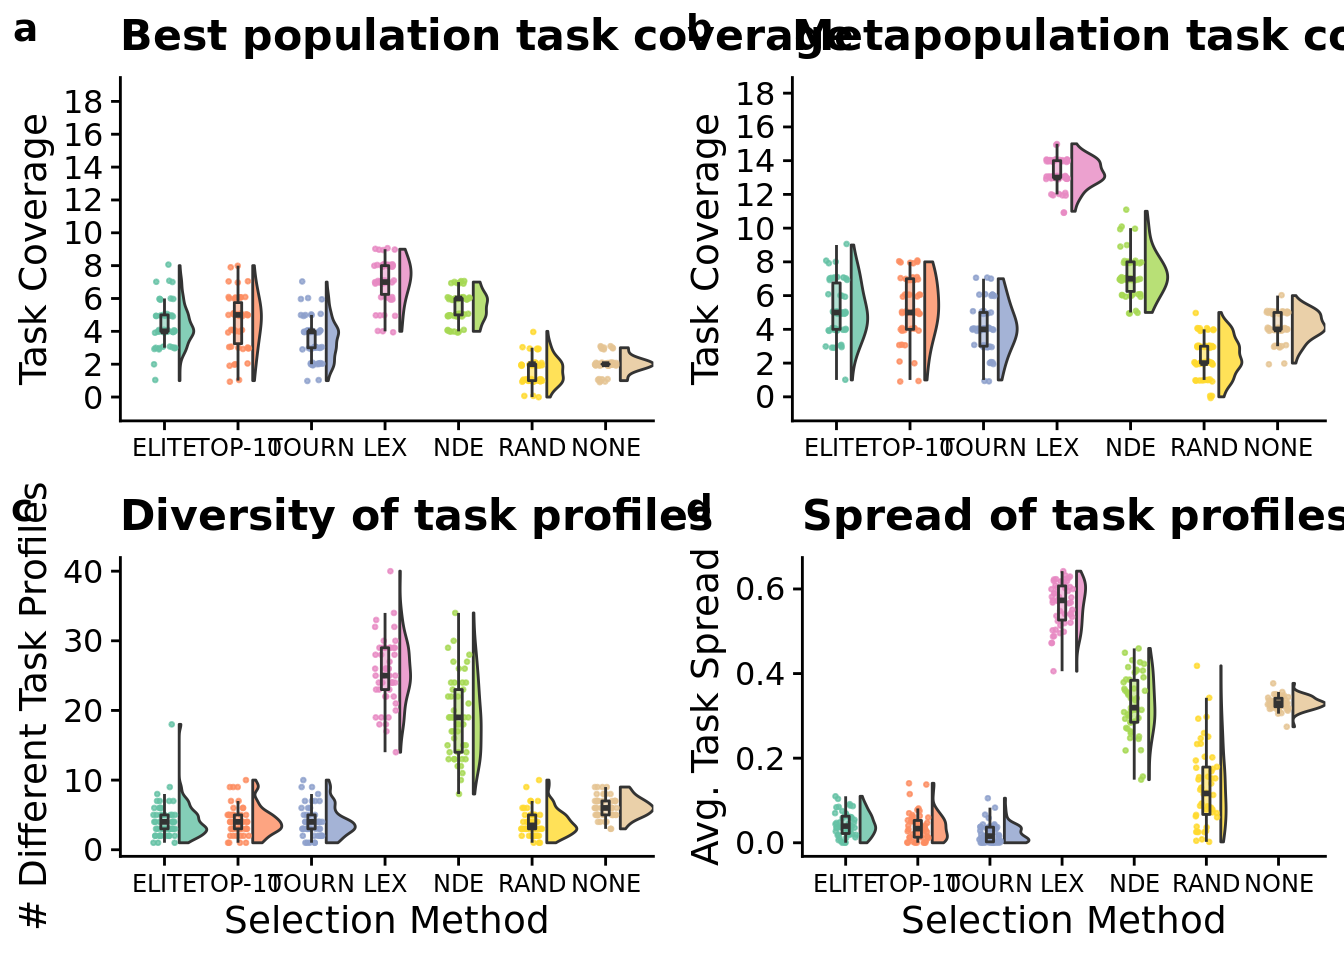 a
Best population task coverage
Task Coverage
18
16
14
12
10
8
6
4
2
0
ELITE TOP-10 TOURN LEX NDE RAND NONE
b
Metapopulation task co
Task Coverage
18
16
14
12
10
8
6
4
2
0
ELITE TOP-10 TOURN LEX NDE RAND NONE
c
Diversity of task profiles
# Different Task Profiles
40
30
20
10
0
ELITE TOP-10 TOURN LEX NDE RAND NONE
Selection Method
d
Spread of task profiles
Avg. Task Spread
0.6
0.4
0.2
0.0
ELITE TOP-10 TOURN LEX NDE RAND NONE
Selection Method